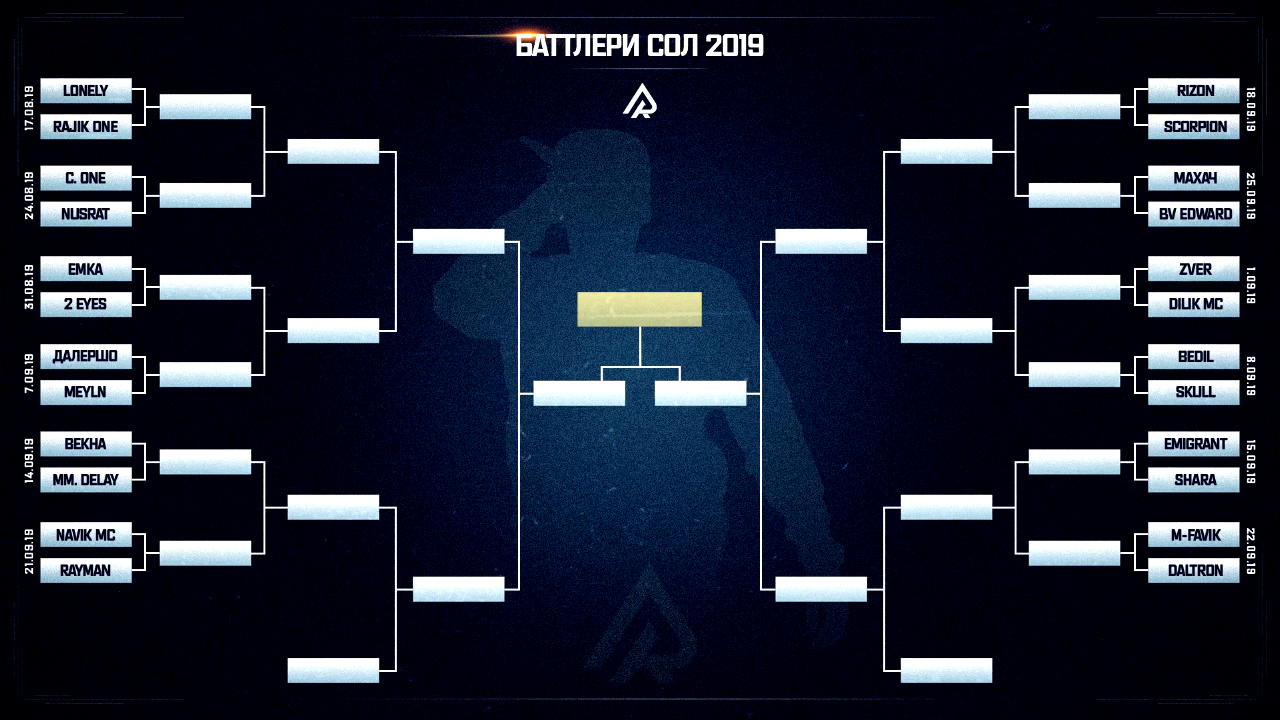 БАТТЛЕРИ СОЛ 2019
17.08.19
LONELY
RAJIK ONE
24.08.19
C. ONE
NUSRAT
31.08.19
EMKA
2 EYES
7.09.19
ДАЛЕРШО
MEYLN
14.09.19
BEKHA
MM. DELAY
21.09.19
NAVIK MC
RAYMAN
RIZON
SCORPION
18.09.19
МАХАЧ
BV EDWARD
25.09.19
ZVER
DILIK MC
1.09.19
BEDIL
SKULL
8.09.19
EMIGRANT
SHARA
15.09.19
M-FAVIK
DALTRON
22.09.19